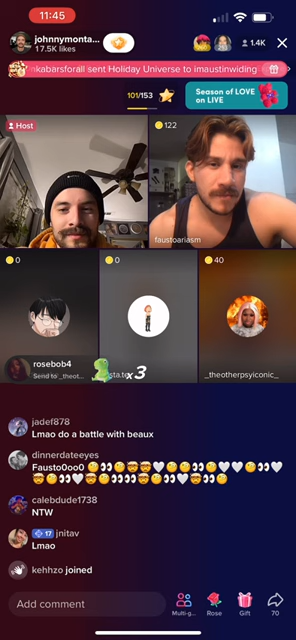 11:45
johnnymonta...
17.5K likes
1.4K
nkabarsforall sent Holiday Universe to imaustinwiding
101/153
Season of LOVE
on LIVE
Host
122
faustoariasm
0
0
40
rosebob4
Send to _theot...
x3
sta.te
_theotherpsyiconic_
jadef878
Lmao do a battle with beaux
dinnerdateeyes
Fausto0oo0
calebdude1738
NTW
17 jnitav
Lmao
kehhzo joined
Add comment
Multi-g...
Rose
Gift
70